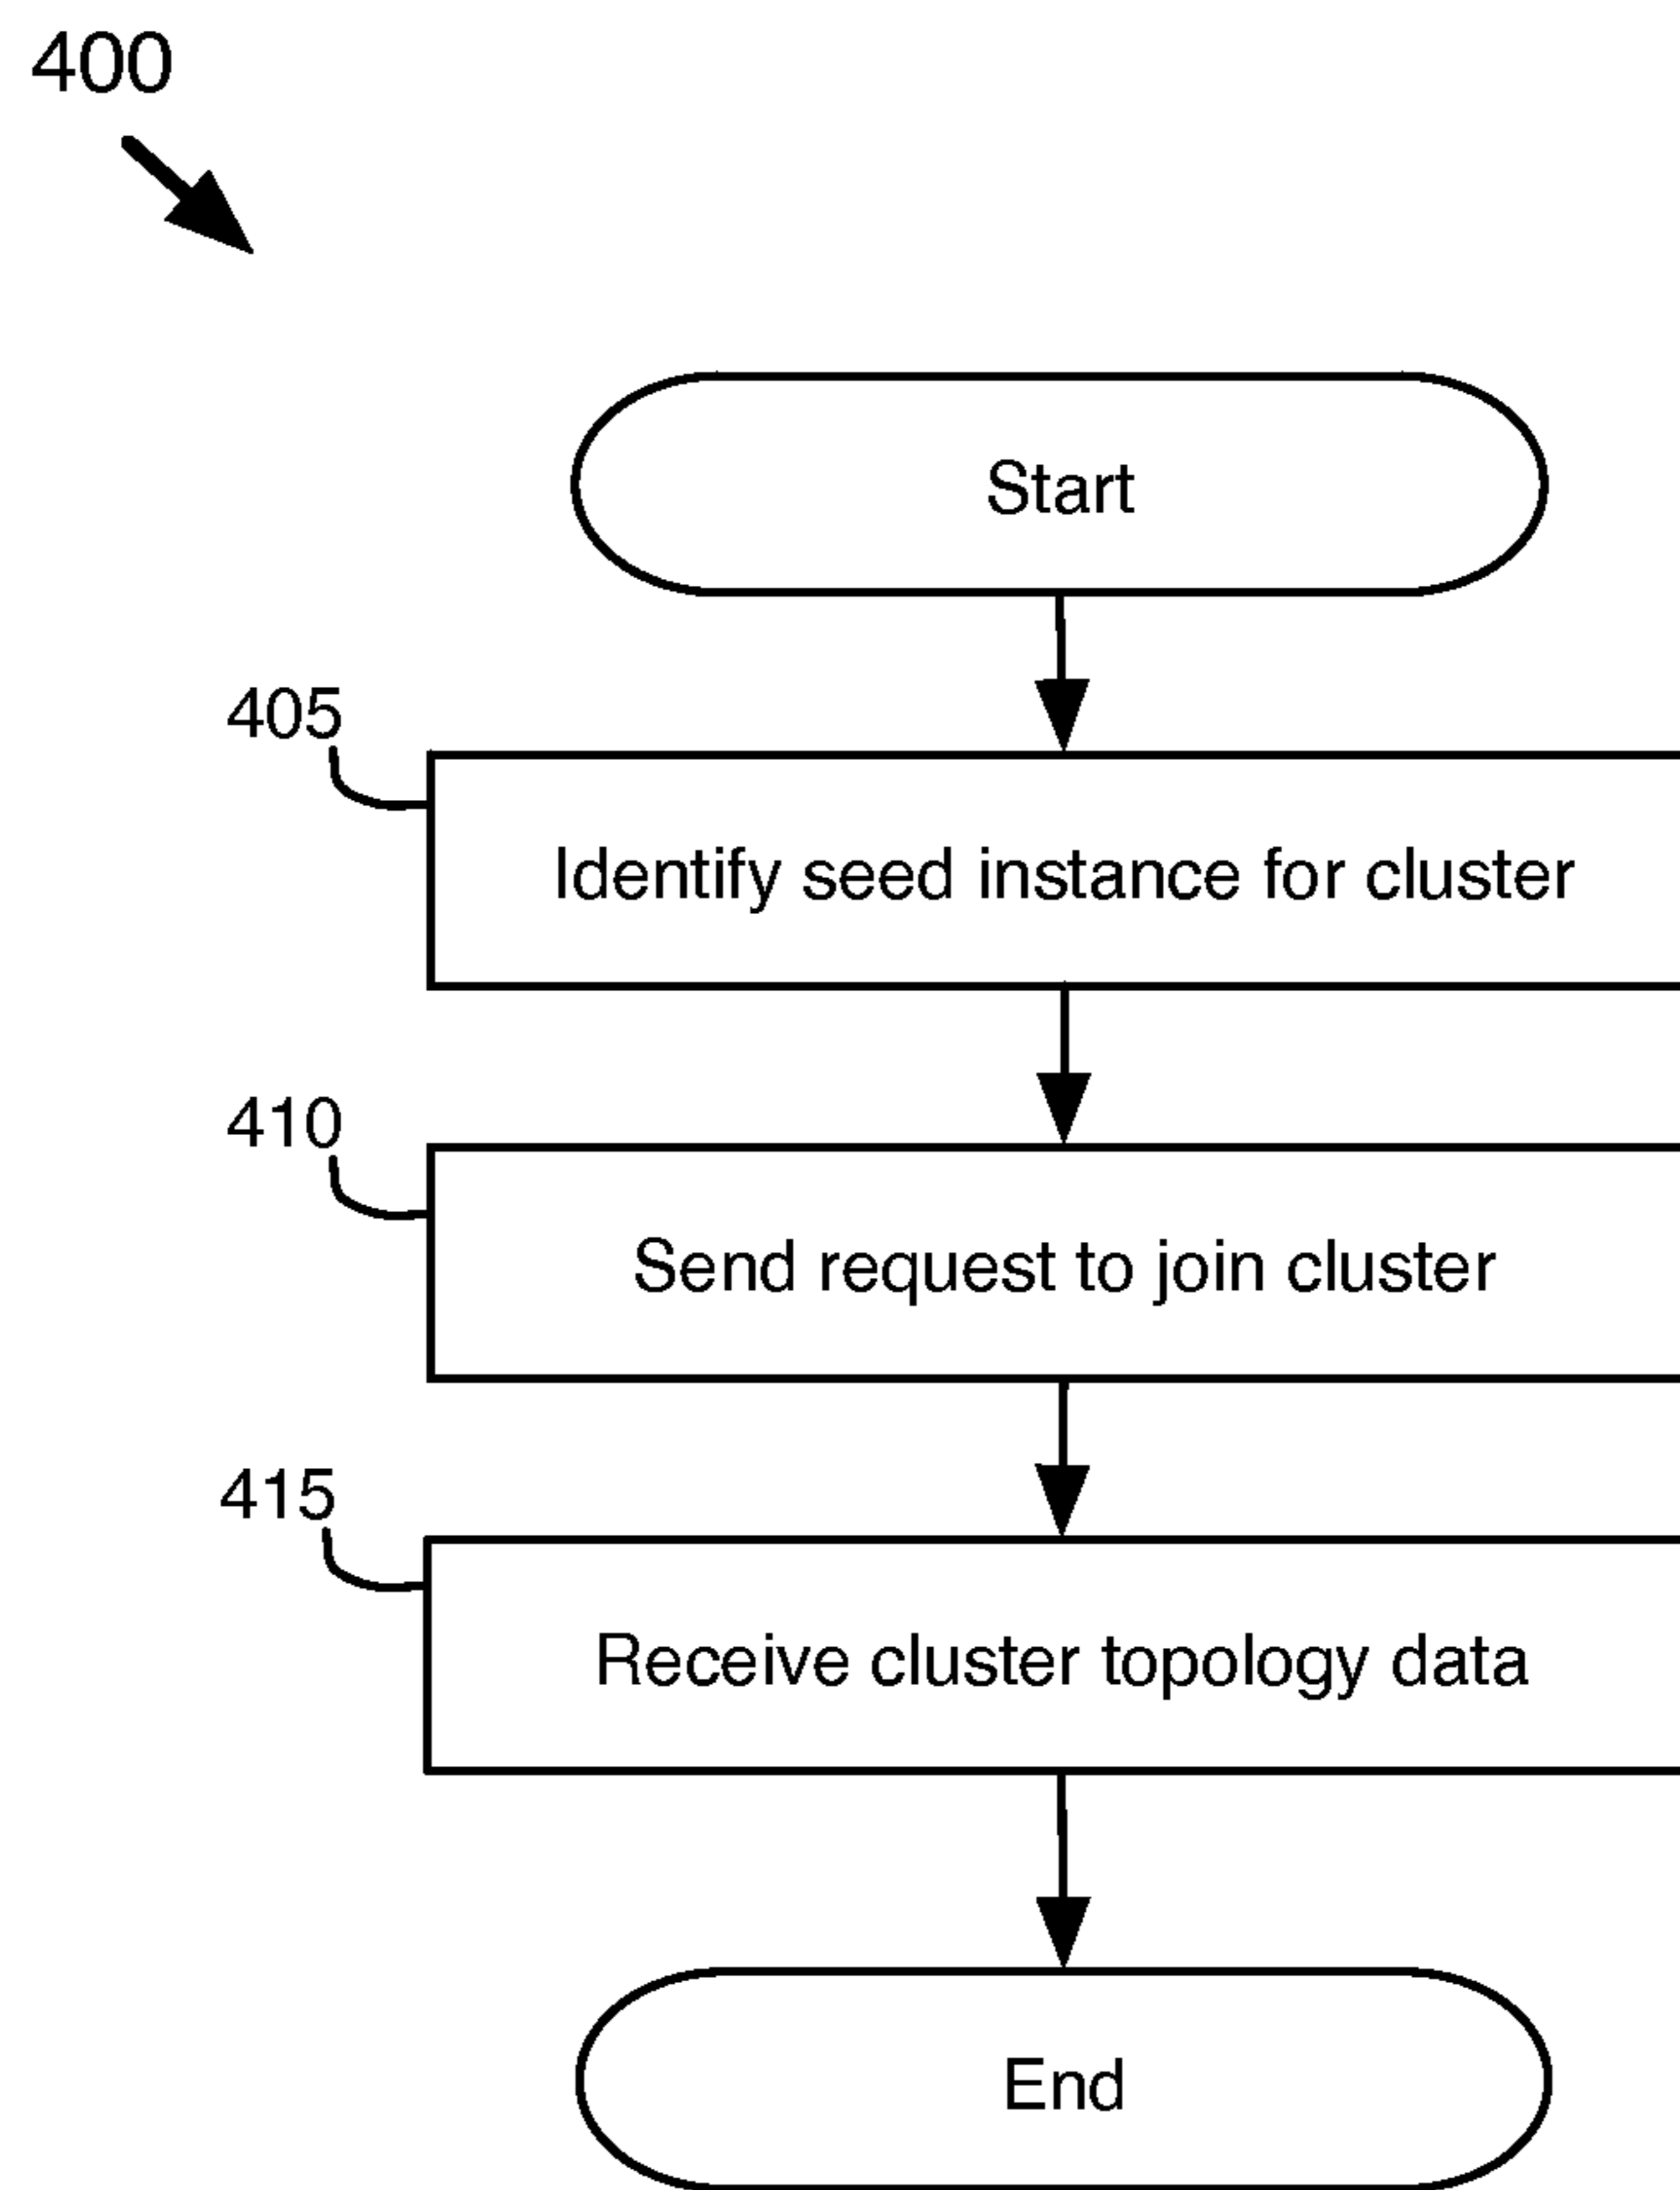 400
Start
405
Identify seed instance for cluster
410
Send request to join cluster
415
Receive cluster topology data
End